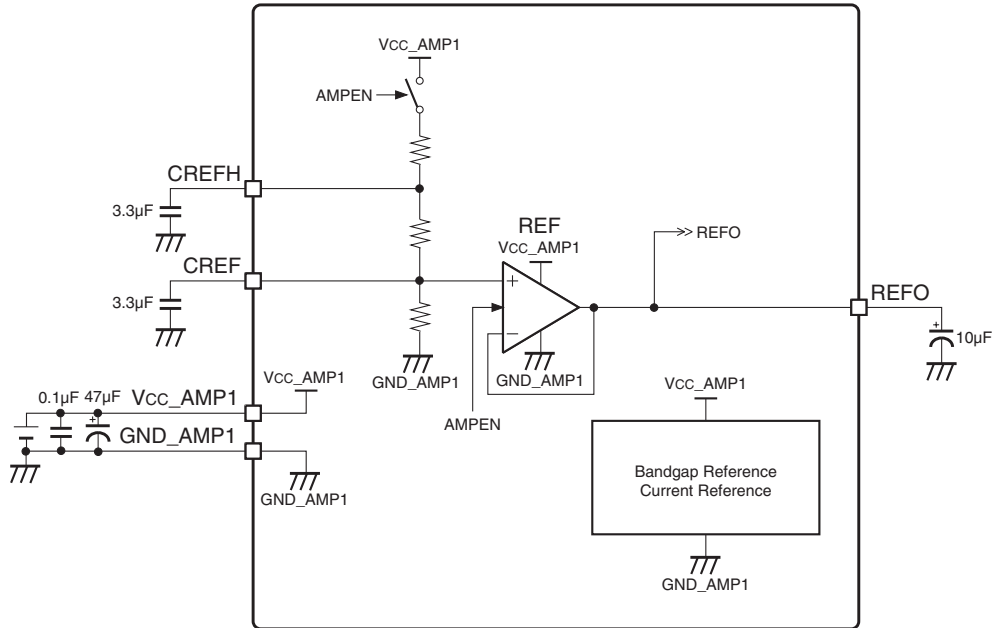 VCC_AMP1
AMPEN
CREFH
3.3µF
REF
VCC_AMP1
REFO
CREF
+
REFO
3.3µF
−
+
10µF
GND_AMP1
GND_AMP1
VCC_AMP1
VCC_AMP1
0.1µF 47µF
VCC_AMP1
+
AMPEN
GND_AMP1
Bandgap Reference
Current Reference
GND_AMP1
GND_AMP1